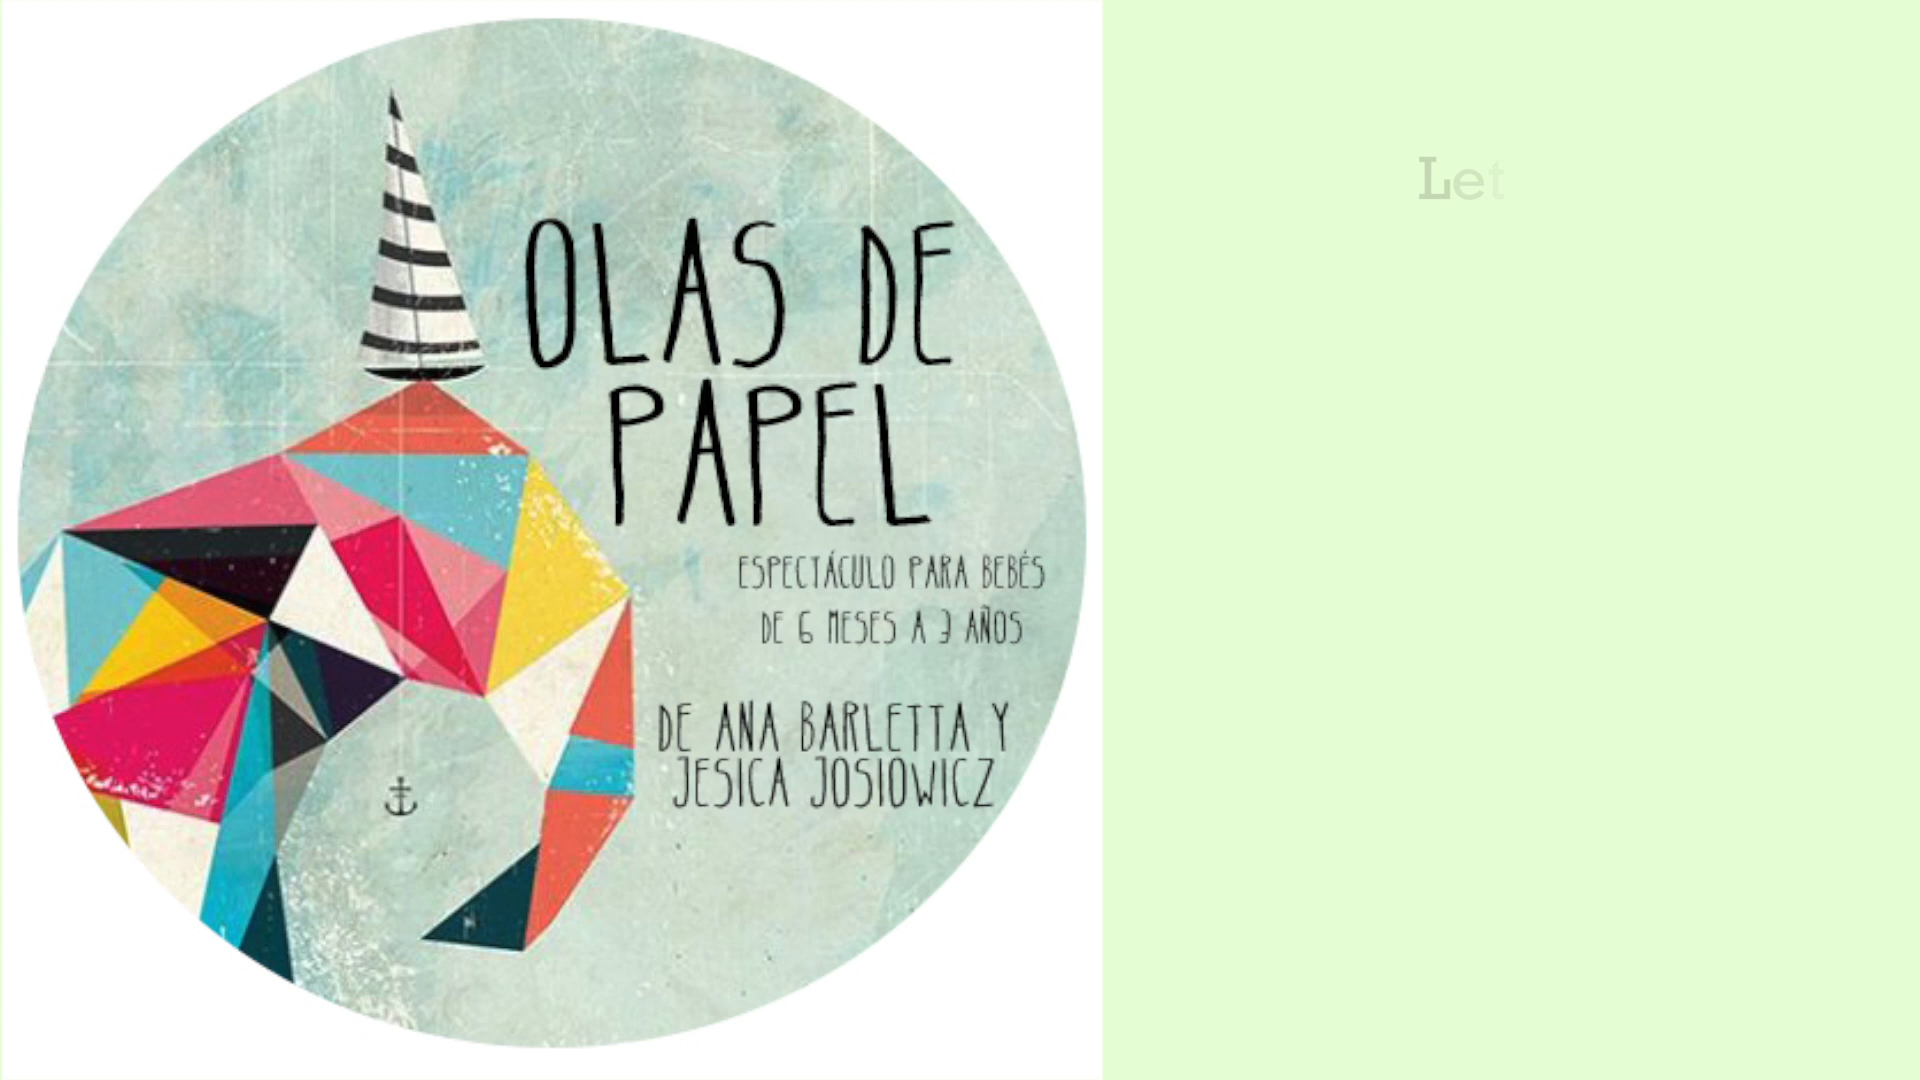 OLAS DE
PAPEL
ESPECTÁCULO PARA BEBÉS
DE 6 MESES A 3 AÑOS
DE ANA BARLETTA Y
JESICA JOSIOWICZ
Let